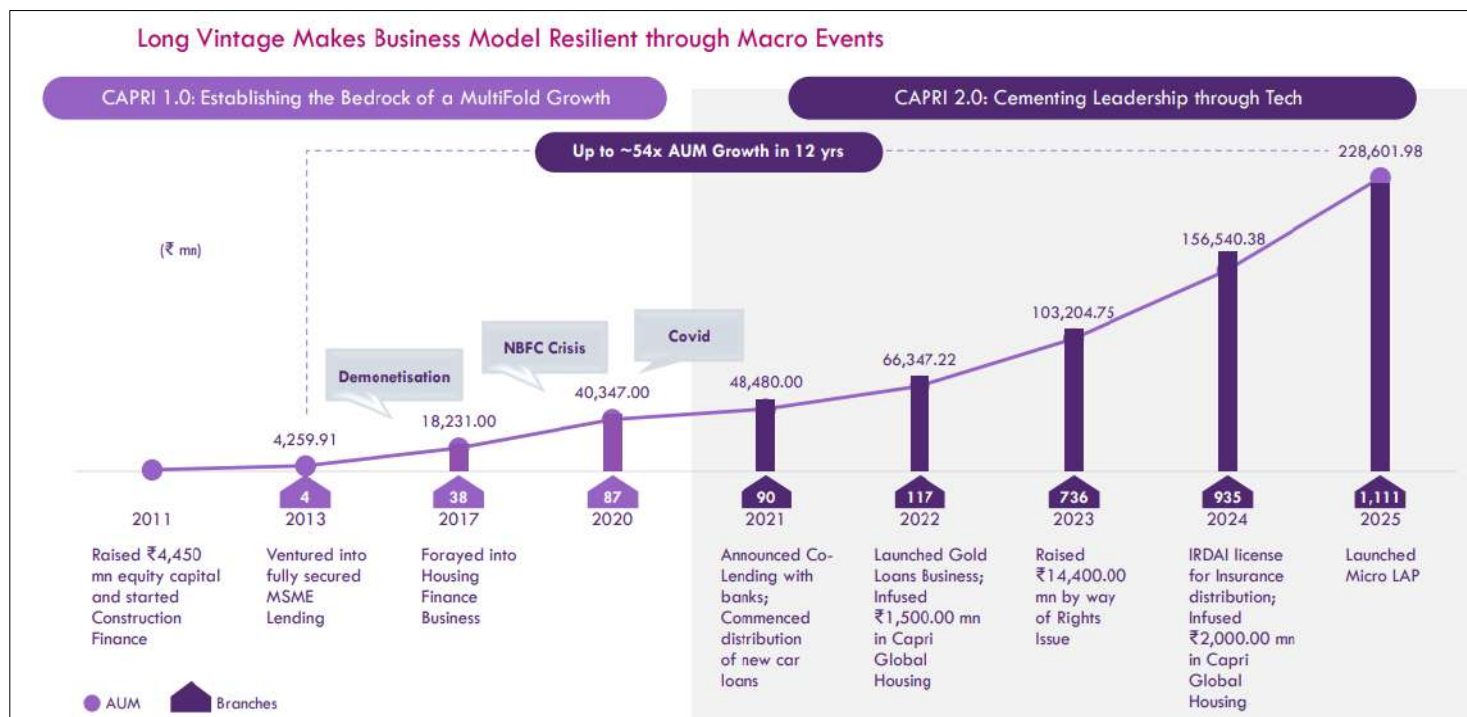 Long Vintage Makes Business Model Resilient through Macro Events
CAPRI 1.0: Establishing the Bedrock of a MultiFold Growth
CAPRI 2.0: Cementing Leadership through Tech
Up to ~54x AUM Growth in 12 yrs
(₹ mn)
Demonetisation
NBFC Crisis
Covid
4,259.91
18,231.00
40,347.00
48,480.00
66,347.22
103,204.75
156,540.38
228,601.98
4
38
87
90
117
736
935
1,111
2011
Raised ₹4,450
mn equity capital
and started
Construction
Finance
2013
Ventured into
fully secured
MSME
Lending
2017
Forayed into
Housing
Finance
Business
2020
2021
Announced Co-
Lending with
banks;
Commenced
distribution
of new car
loans
2022
Launched Gold
Loans Business;
Infused
₹1,500.00 mn
in Capri
Global
Housing
2023
Raised
₹14,400.00
mn by way
of Rights
Issue
2024
IRDAI license
for Insurance
distribution;
Infused
₹2,000.00 mn
in Capri
Global
Housing
2025
Launched
Micro LAP
AUM
Branches